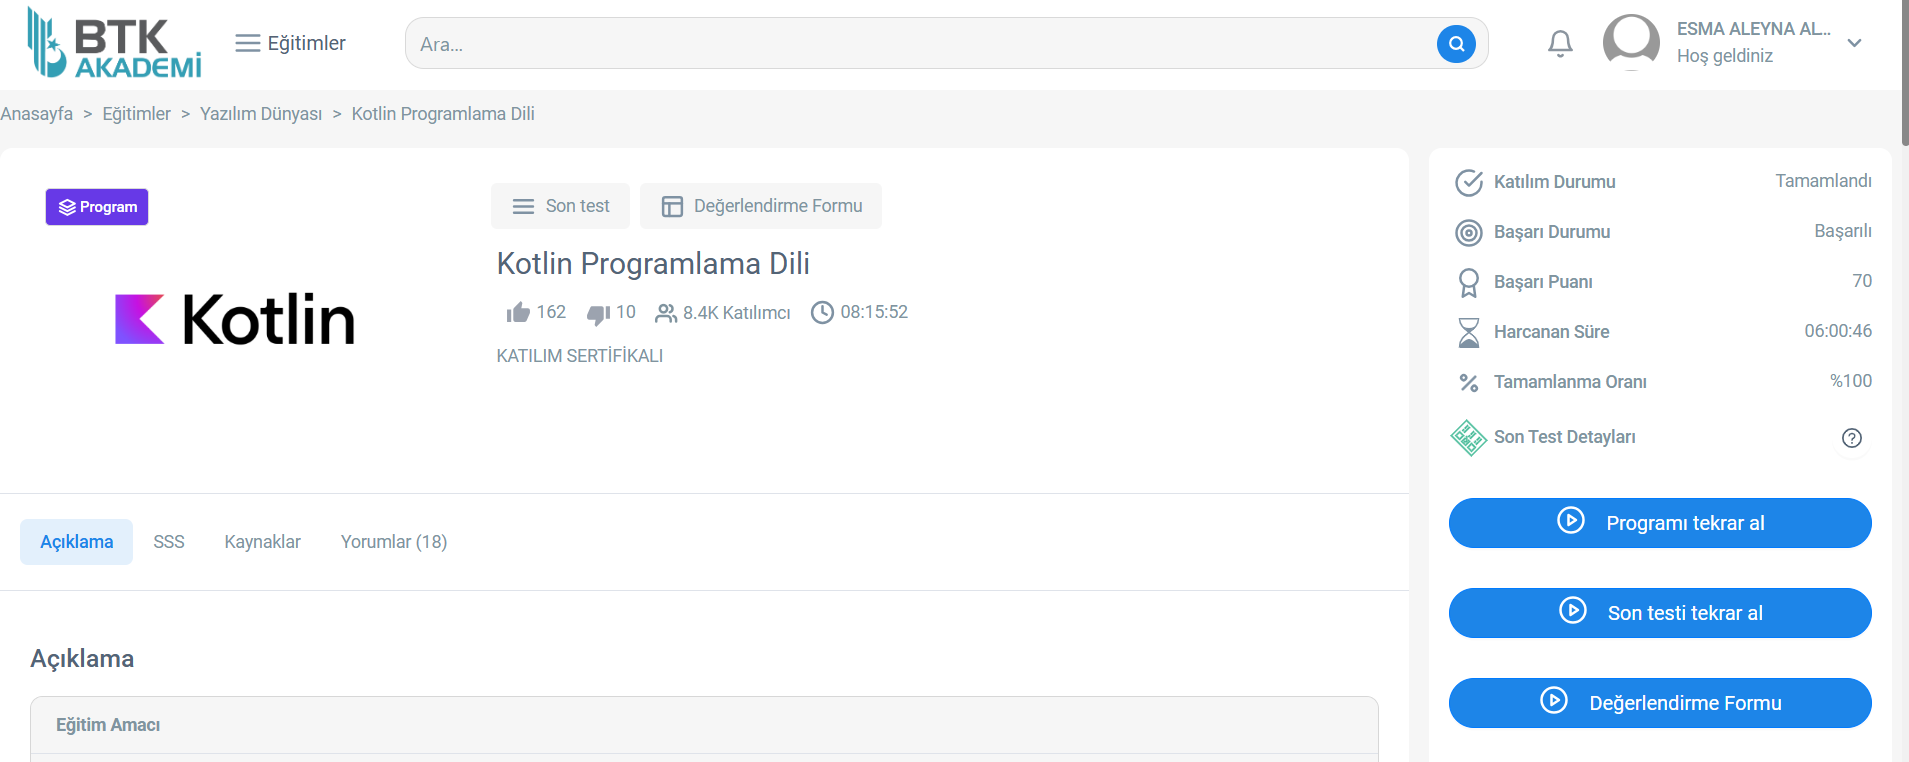 BTK
AKADEMİ
Eğitimler
Ara...
ESMA ALEYNA AL...
Hoş geldiniz
Anasayfa > Eğitimler > Yazılım Dünyası > Kotlin Programlama Dili
Program
Kotlin
Son test
Değerlendirme Formu
Kotlin Programlama Dili
162 10 8.4K Katılımcı 08:15:52
KATILIM SERTİFİKALI
Açıklama SSS Kaynaklar Yorumlar (18)
Açıklama
Eğitim Amacı
Katılım Durumu Tamamlandı
Başarı Durumu Başarılı
Başarı Puanı 70
Harcanan Süre 06:00:46
Tamamlanma Oranı %100
Son Test Detayları ?
Programı tekrar al
Son testi tekrar al
Değerlendirme Formu